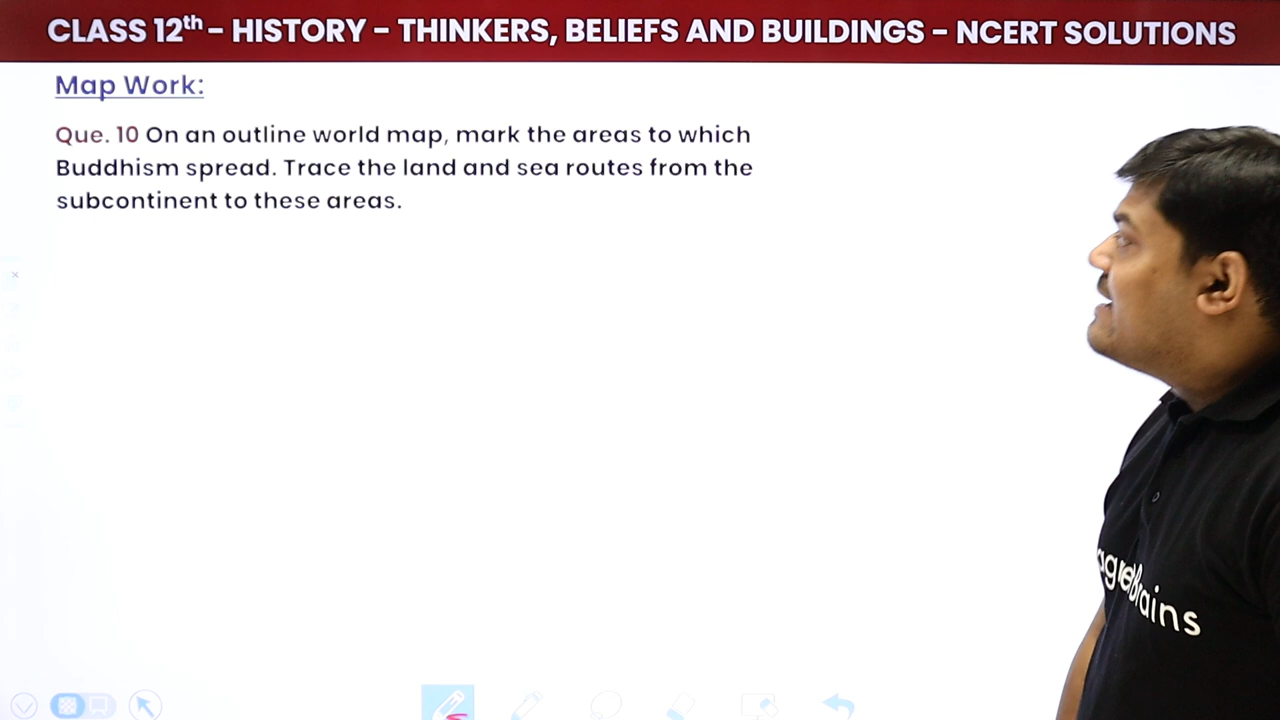 CLASS 12th – HISTORY – THINKERS, BELIEFS AND BUILDINGS – NCERT SOLUTIONS
Map Work:
Que. 10 On an outline world map, mark the areas to which
Buddhism spread. Trace the land and sea routes from the
subcontinent to these areas.
agnetBrains